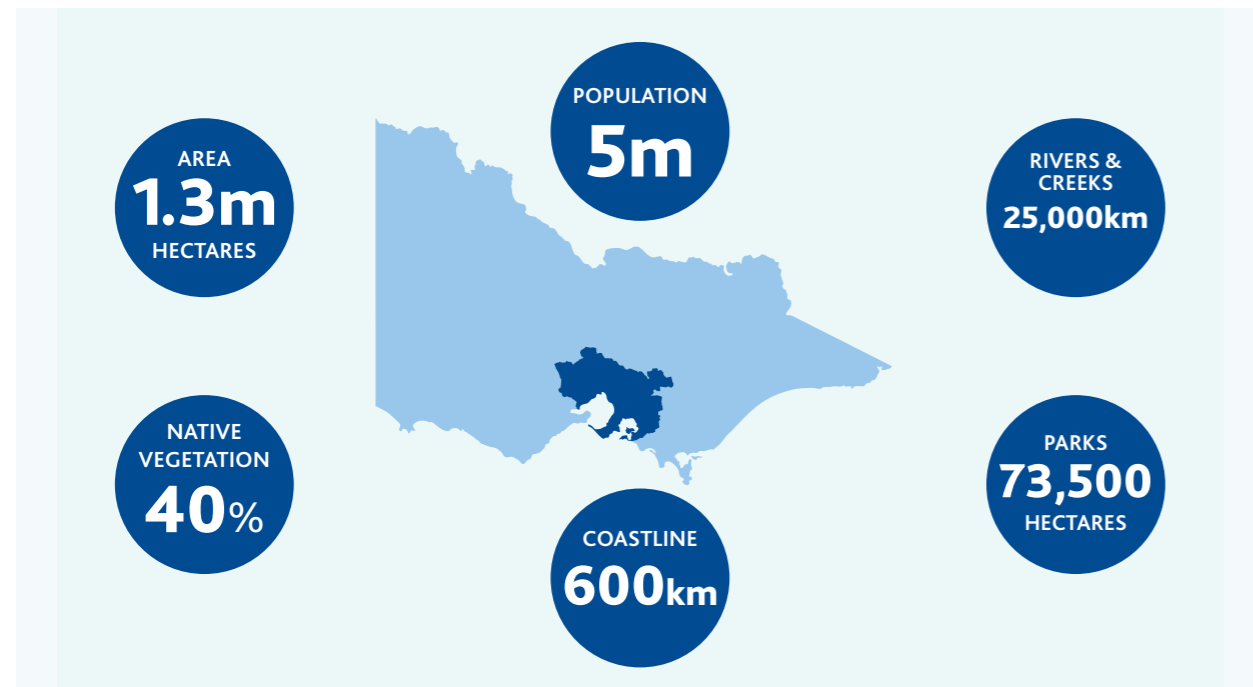 POPULATION
5m
AREA
1.3m
HECTARES
RIVERS &
CREEKS
25,000km
NATIVE
VEGETATION
40%
COASTLINE
600km
PARKS
73,500
HECTARES